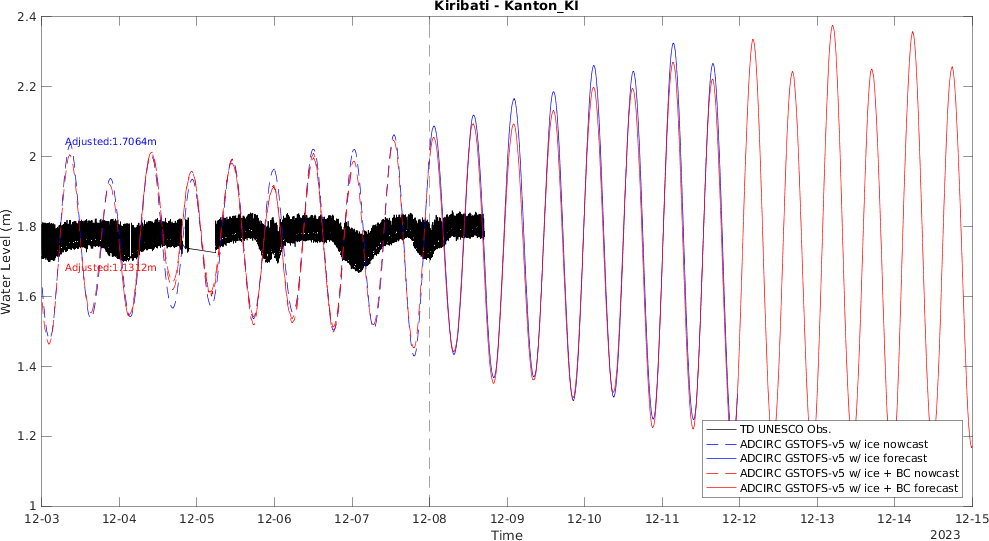 Kiribati - Kanton_KI
2.4
2.2
2
1.8
1.6
1.4
1.2
1
Water Level (m)
Adjusted:1.7064m
Adjusted:1.1312m
TD UNESCO Obs.
ADCIRC GSTOFS-v5 w/ ice nowcast
ADCIRC GSTOFS-v5 w/ ice forecast
ADCIRC GSTOFS-v5 w/ ice + BC nowcast
ADCIRC GSTOFS-v5 w/ ice + BC forecast
12-03 12-04 12-05 12-06 12-07 12-08 12-09 12-10 12-11 12-12 12-13 12-14 12-15
Time
2023